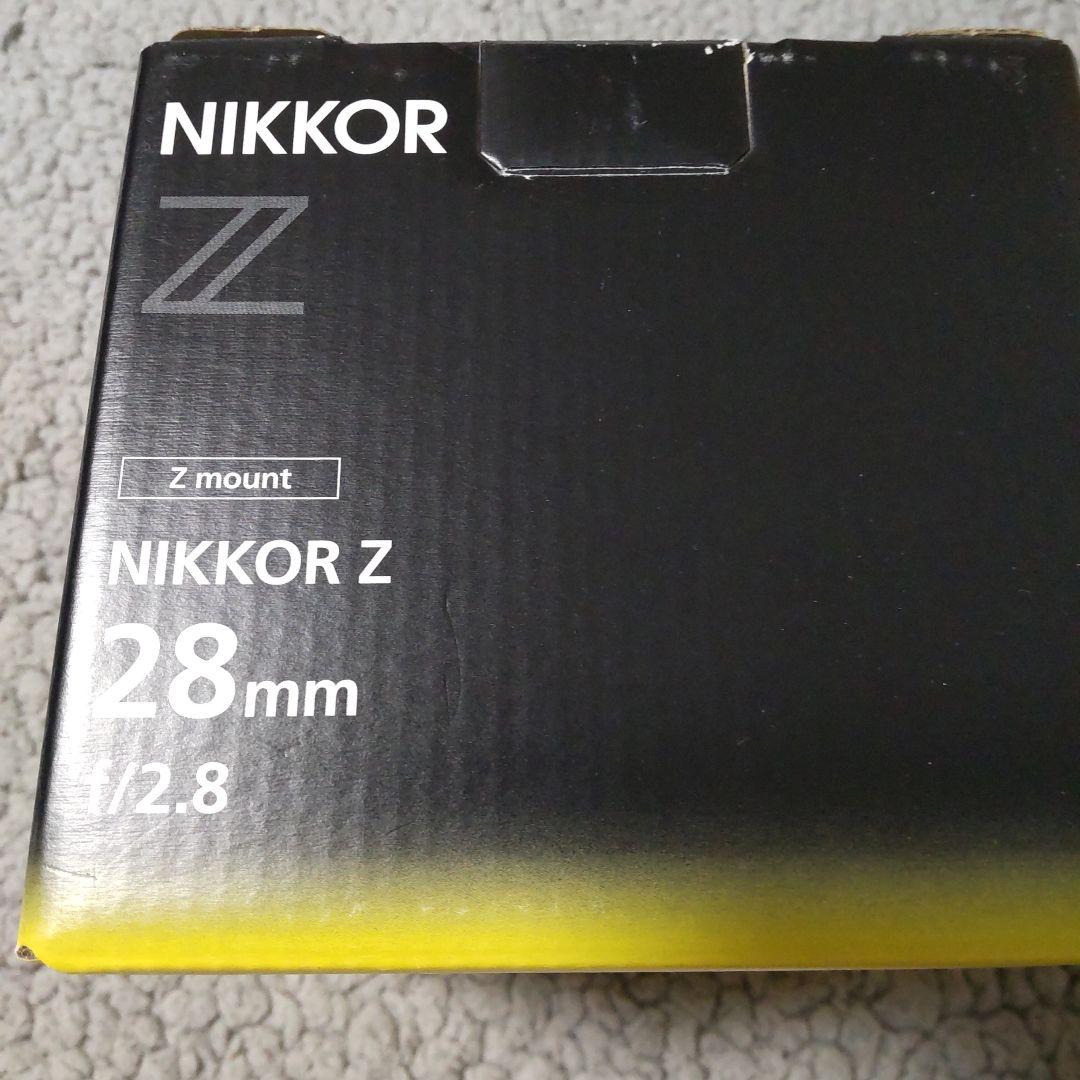 NIKKOR
Z
Z mount
NIKKOR Z
28mm
f/2.8